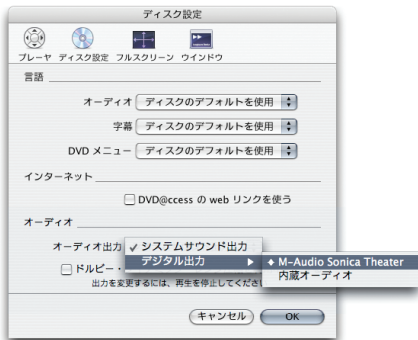 ディスク設定
プレーヤ ディスク設定 フルスクリーン ウインドウ
言語
オーディオ ディスクのデフォルトを使用
字幕 ディスクのデフォルトを使用
DVD メニュー ディスクのデフォルトを使用
インターネット
DVD@ccess の web リンクを使う
オーディオ
オーディオ出力 ✓ システムサウンド出力
デジタル出力 ▶ ◆ M-Audio Sonica Theater
内蔵オーディオ
ドルビー・
出力を変更するには、再生を停止してくださ
キャンセル OK